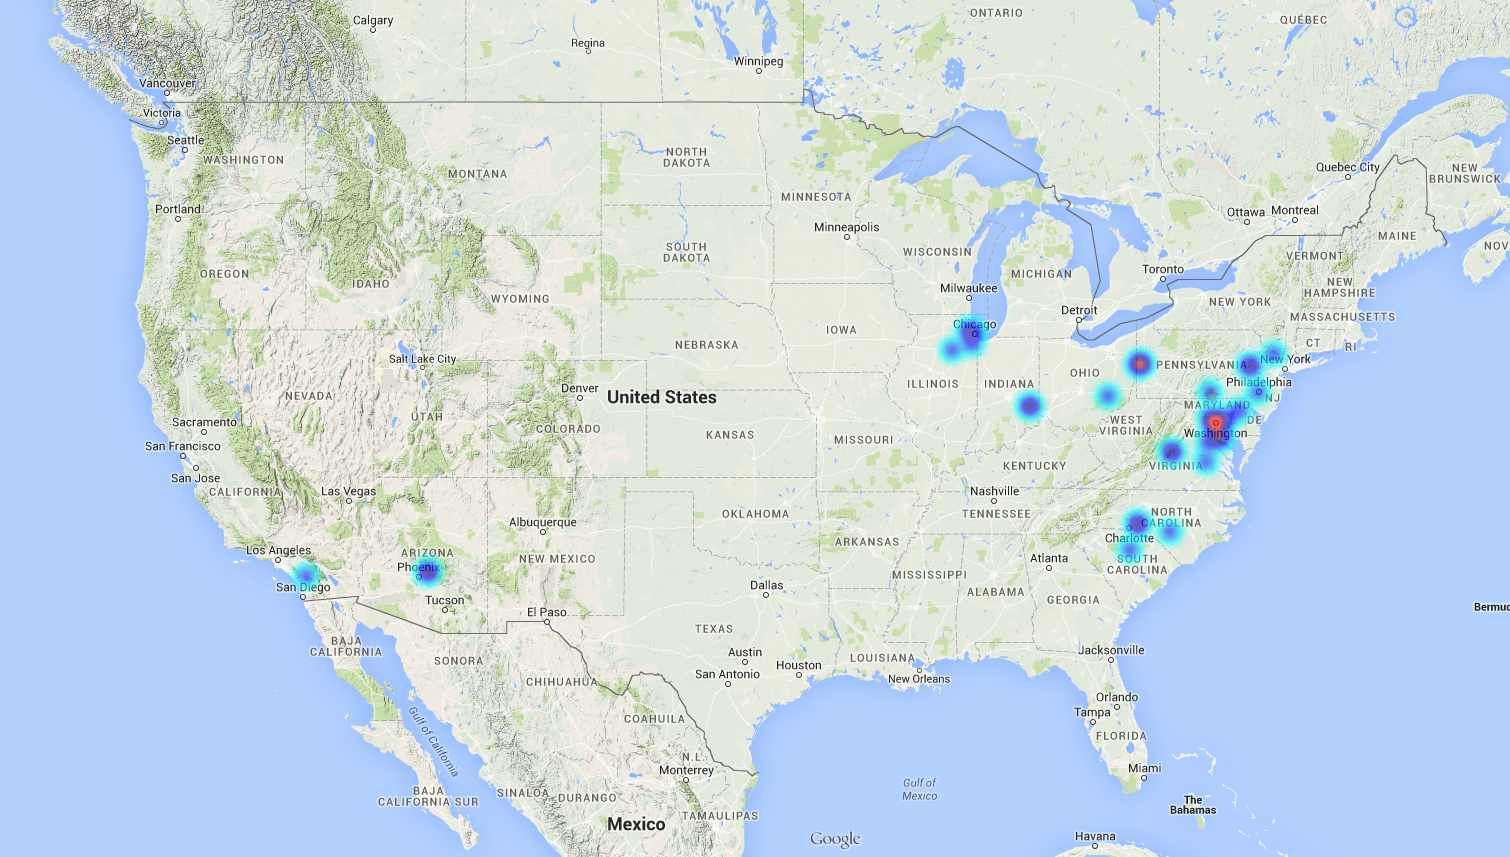 Calgary
ONTARIO
QUÉBEC
Regina
Winnipeg
Vancouver
Victoria
Seattle
WASHINGTON
NORTH
DAKOTA
MONTANA
Quebec City
NEW
BRUNSWICK
MINNESOTA
Portland
Ottawa
Montreal
Minneapolis
MAINE
NOV
SOUTH
DAKOTA
WISCONSIN
VERMONT
OREGON
MICHIGAN
Toronto
IDAHO
Milwaukee
NEW
HAMPSHIRE
WYOMING
NEW YORK
Detroit
MASSACHUSETTS
Chicago
IOWA
NEBRASKA
CT
RI
Salt Lake City
PENNSYLVANIA
New York
OHIO
Denver
ILLINOIS
INDIANA
Philadelphia
NEVADA
United States
NJ
MARYLAND
UTAH
Sacramento
COLORADO
WEST
VIRGINIA
DE
KANSAS
MISSOURI
Washington
San Francisco
KENTUCKY
VIRGINIA
San Jose
CALIFORNIA
Las Vegas
Nashville
TENNESSEE
OKLAHOMA
NORTH
CAROLINA
Albuquerque
Charlotte
ARKANSAS
Los Angeles
ARIZONA
NEW MEXICO
Atlanta
SOUTH
CAROLINA
Phoenix
MISSISSIPPI
San Diego
Dallas
ALABAMA
GEORGIA
Tucson
Bermud
El Paso
TEXAS
BAJA
CALIFORNIA
Austin
Jacksonville
SONORA
LOUISIANA
Houston
San Antonio
New Orleans
CHIHUAHUA
Orlando
Tampa
COAHUILA
FLORIDA
Gulf of California
N.L.
Monterrey
Miami
Gulf of
Mexico
BAJA
CALIFORNIA SUR
SINALOA
DURANGO
The
Bahamas
TAMAULIPAS
Mexico
Google
Havana